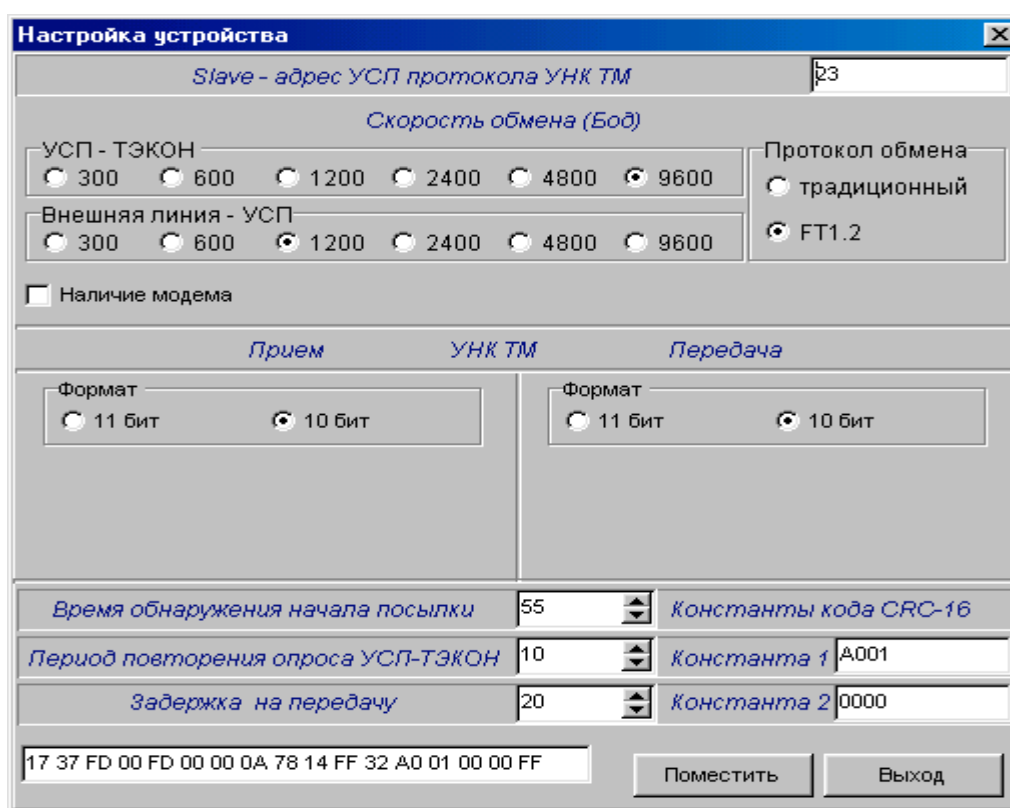 Настройка устройства
Slave - адрес УСП протокола УНК ТМ
23
Скорость обмена (Бод)
УСП - ТЭКОН
300 600 1200 2400 4800 9600
Внешняя линия - УСП
300 600 1200 2400 4800 9600
Протокол обмена
традиционный
FT1.2
Наличие модема
Прием УНК ТМ Передача
Формат
11 бит 10 бит
Формат
11 бит 10 бит
Время обнаружения начала посылки 55 Константы кода CRC-16
Период повторения опроса УСП-ТЭКОН 10 Константа 1 A001
Задержка на передачу 20 Константа 2 0000
17 37 FD 00 FD 00 00 0A 78 14 FF 32 A0 01 00 00 FF
Поместить Выход